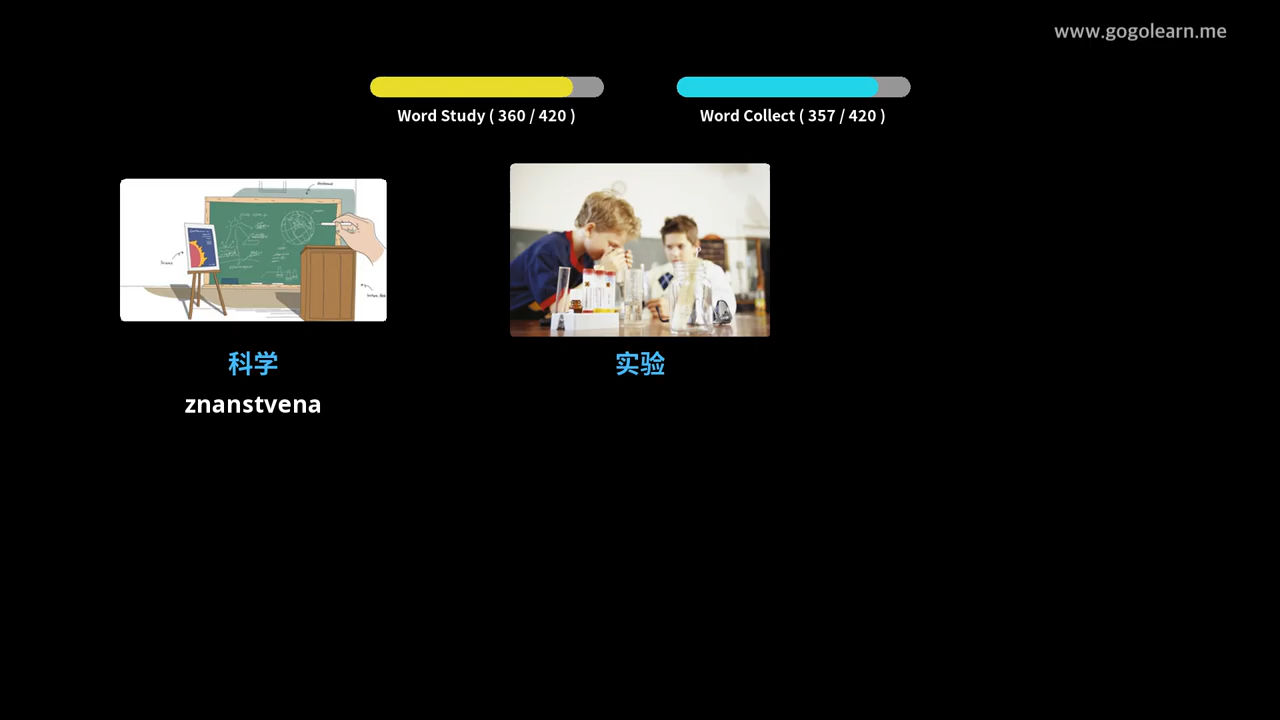 www.gogolearn.me
Word Study ( 360 / 420 )
Word Collect ( 357 / 420 )
科学
实验
znanstvena